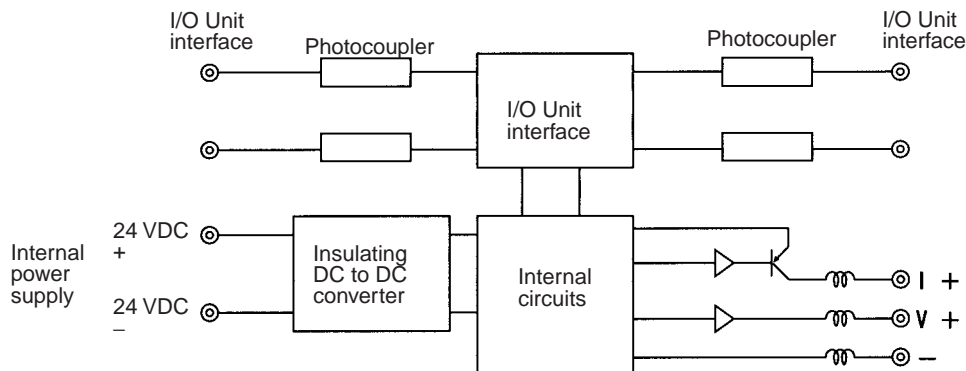 I/O Unit
interface
Photocoupler
Photocoupler
I/O Unit
interface
I/O Unit
interface
Internal
power
supply
24 VDC
+
24 VDC
–
Insulating
DC to DC
converter
Internal
circuits
I +
V +
–